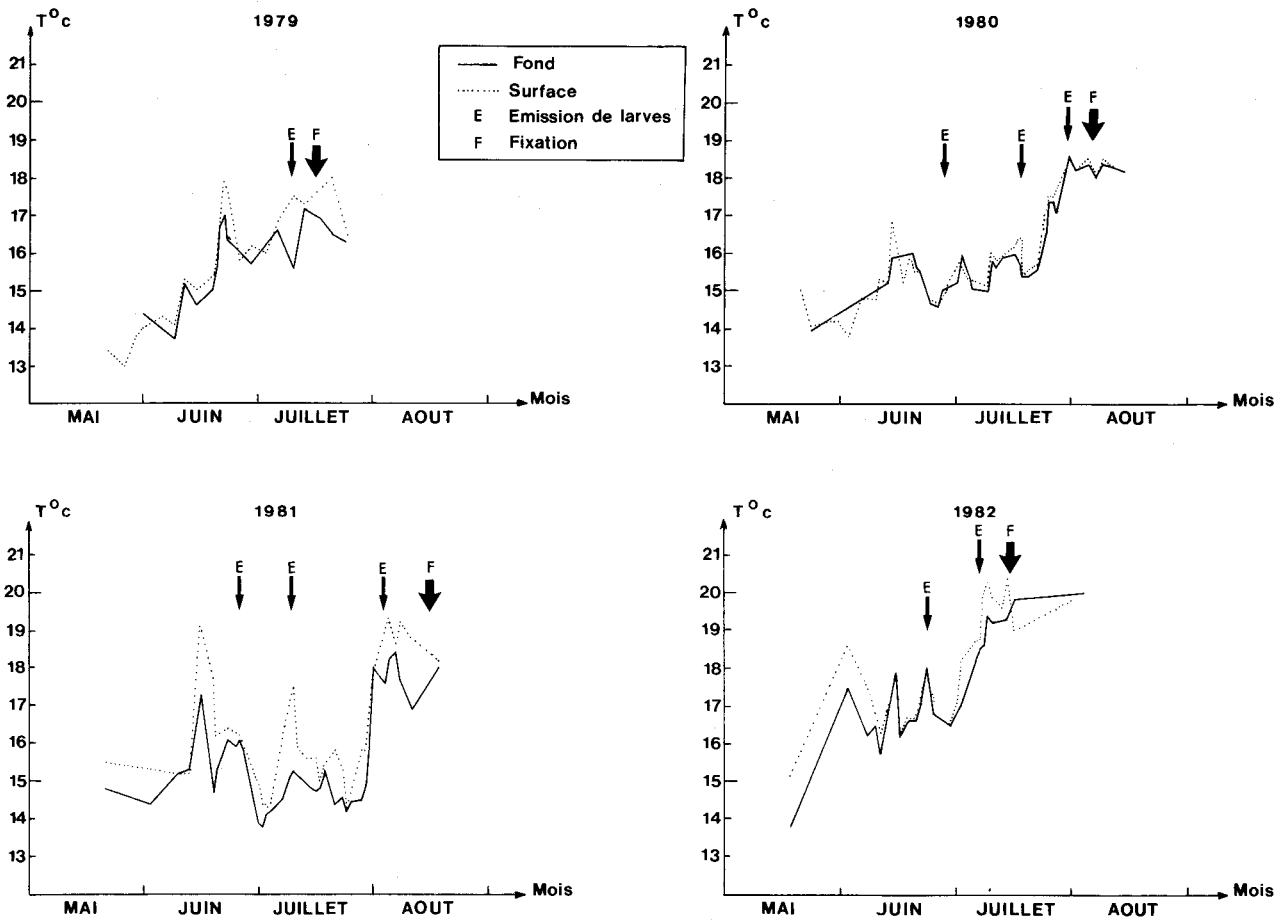 T°c
1979
21
20
19
18
17
16
15
14
13
E F
MAI JUIN JUILLET AOUT Mois
Fond
Surface
E Emission de larves
F Fixation
T°c
1980
21
20
19
18
17
16
15
14
13
E E E F
MAI JUIN JUILLET AOUT Mois
T°c
1981
21
20
19
18
17
16
15
14
13
E E E F
MAI JUIN JUILLET AOUT Mois
T°c
1982
21
20
19
18
17
16
15
14
13
E E F
MAI JUIN JUILLET AOUT Mois